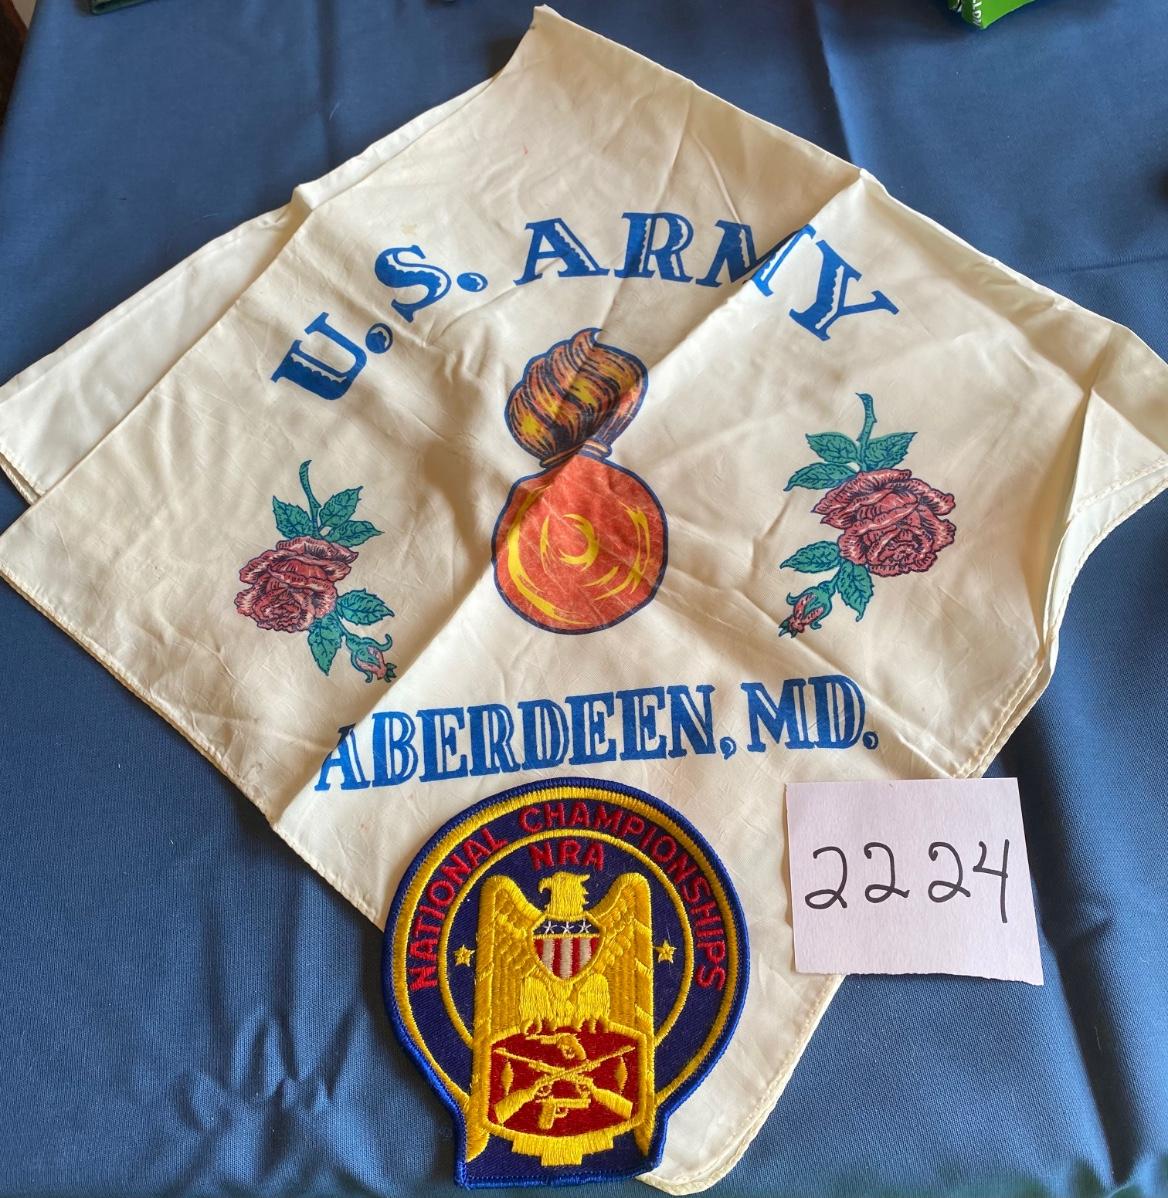 U.S. ARMY
ABERDEEN, MD.
NATIONAL CHAMPIONSHIPS
NRA
2224